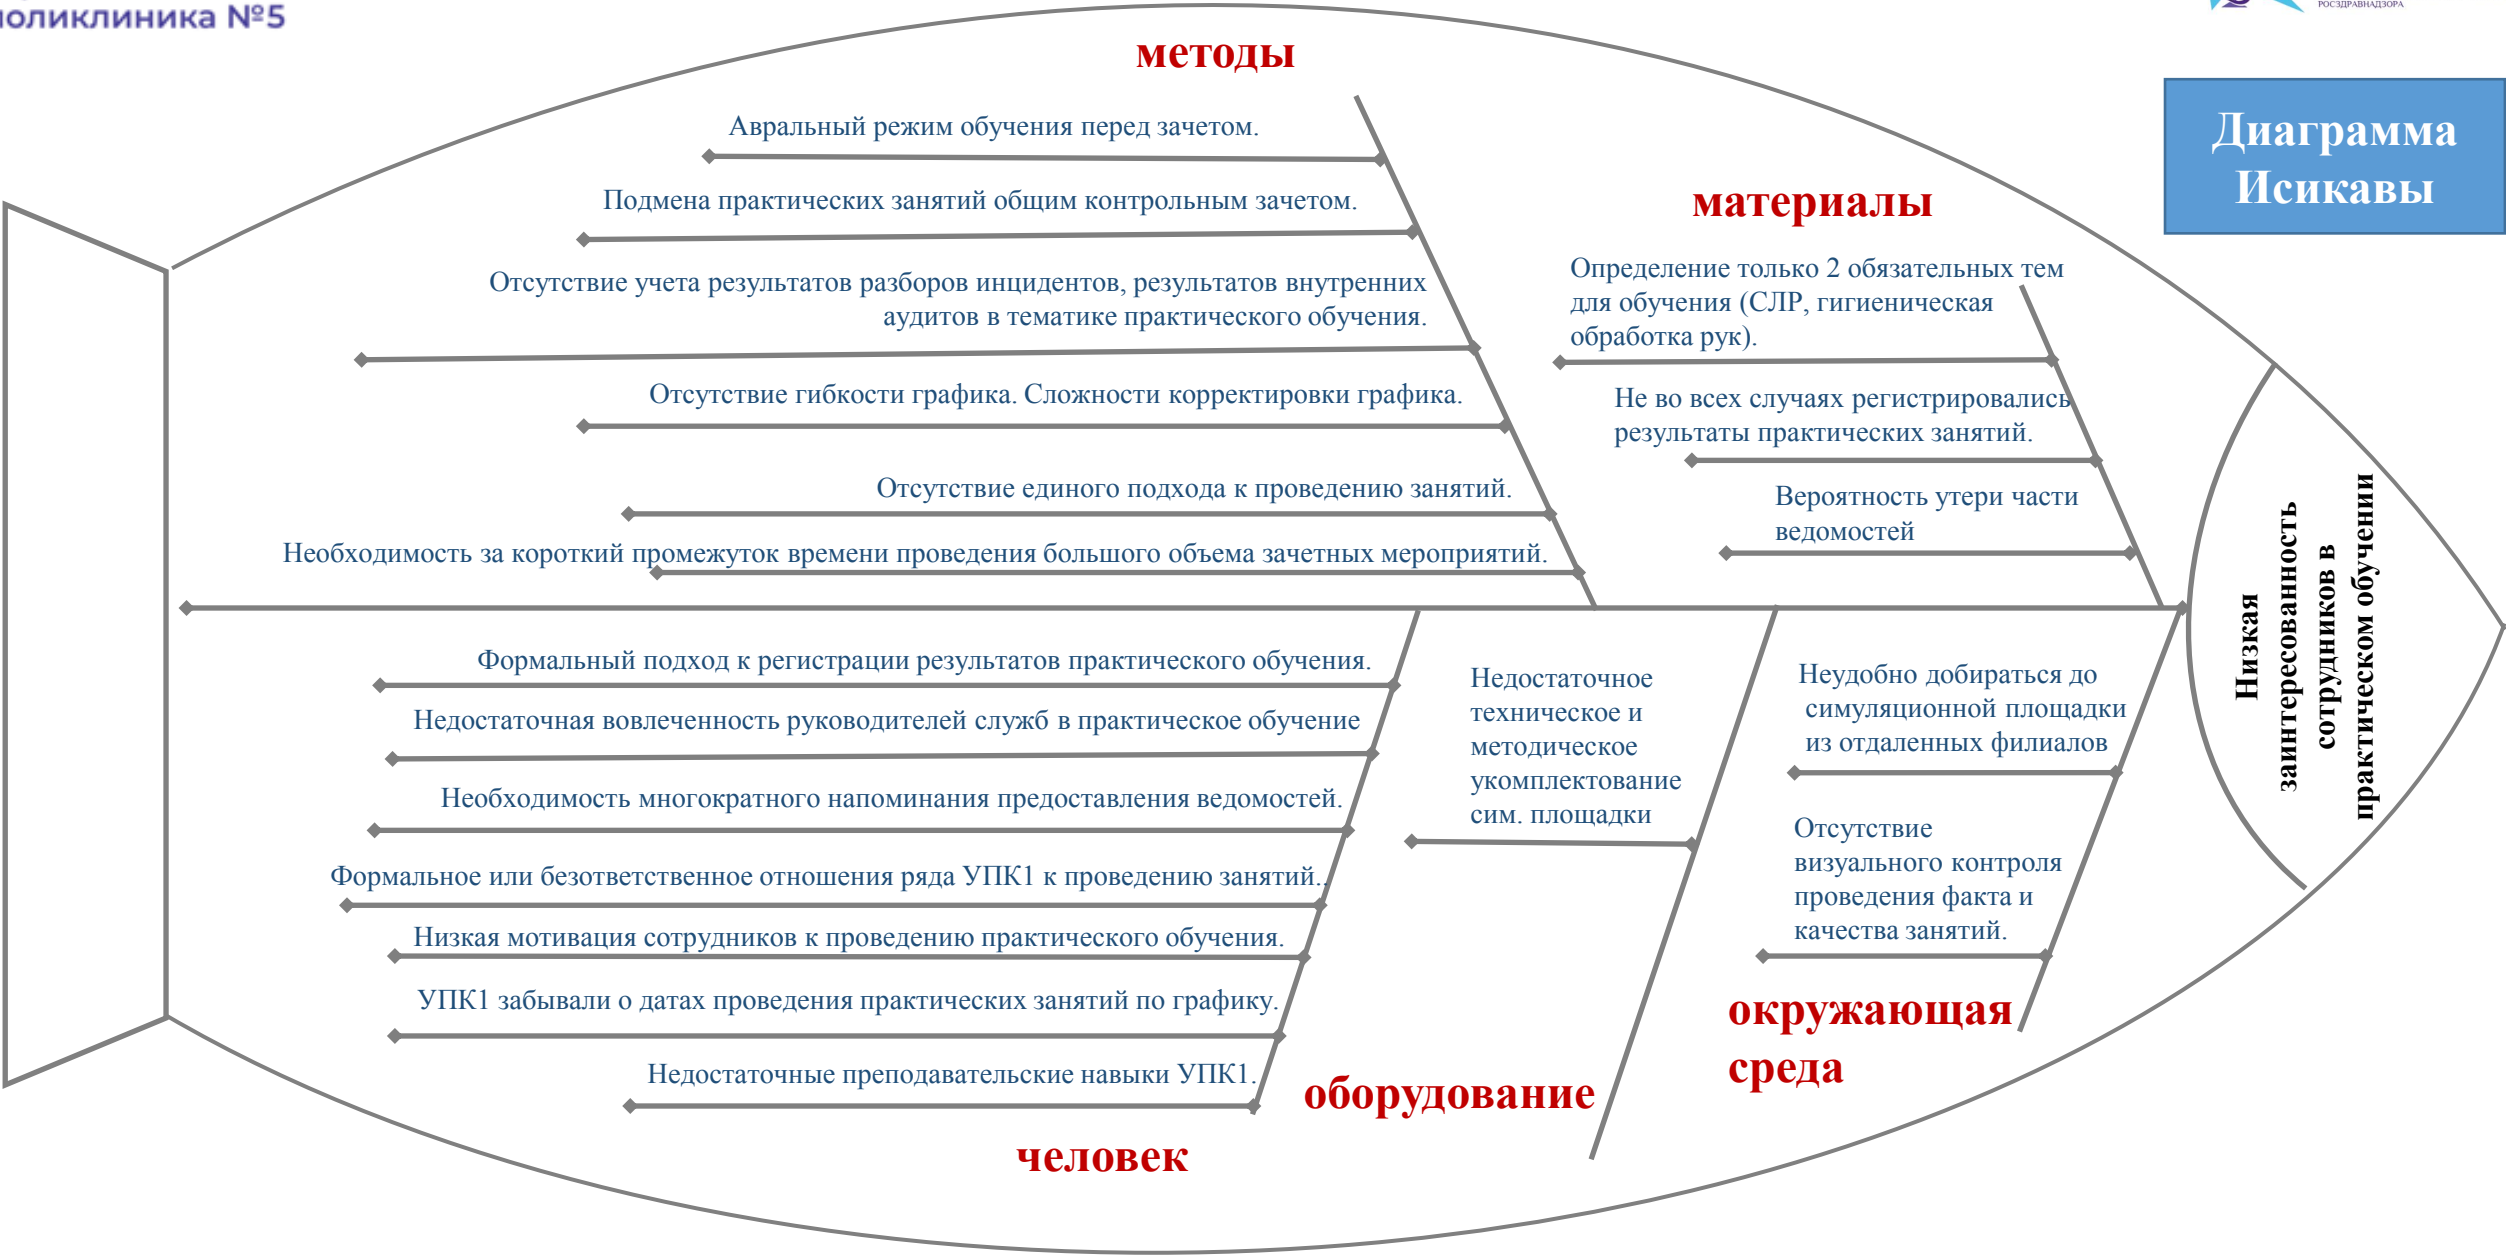 поликлиника №5
РОСЗДРАВНАДЗОРА
Диаграмма
Исикавы
методы
Авральный режим обучения перед зачетом.
Подмена практических занятий общим контрольным зачетом.
Отсутствие учета результатов разборов инцидентов, результатов внутренних
аудитов в тематике практического обучения.
Отсутствие гибкости графика. Сложности корректировки графика.
Отсутствие единого подхода к проведению занятий.
Необходимость за короткий промежуток времени проведения большого объема зачетных мероприятий.
материалы
Определение только 2 обязательных тем
для обучения (СЛР, гигиеническая
обработка рук).
Не во всех случаях регистрировались
результаты практических занятий.
Вероятность утери части
ведомостей
Низкая
заинтересованность
сотрудников в
практическом обучении
Формальный подход к регистрации результатов практического обучения.
Недостаточная вовлеченность руководителей служб в практическое обучение
Необходимость многократного напоминания предоставления ведомостей.
Формальное или безответственное отношения ряда УПК1 к проведению занятий..
Низкая мотивация сотрудников к проведению практического обучения.
УПК1 забывали о датах проведения практических занятий по графику.
Недостаточные преподавательские навыки УПК1.
человек
Недостаточное
техническое и
методическое
укомплектование
сим. площадки
оборудование
Неудобно добираться до
симуляционной площадки
из отдаленных филиалов
Отсутствие
визуального контроля
проведения факта и
качества занятий.
окружающая
среда